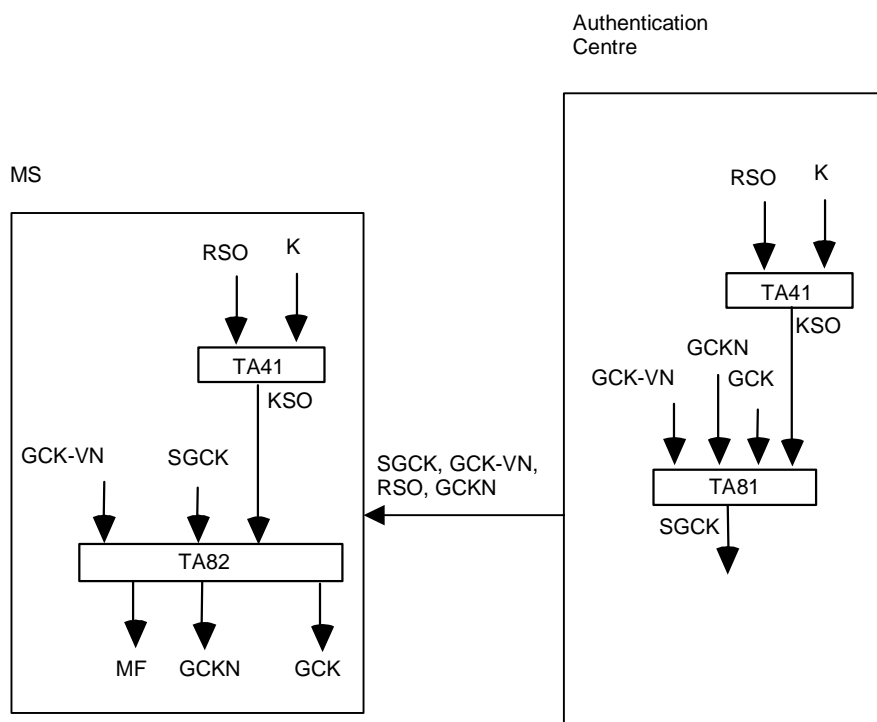 Authentication
Centre
MS
RSO
K
TA41
KSO
GCK-VN
SGCK
TA82
MF
GCKN
GCK
SGCK, GCK-VN,
RSO, GCKN
RSO
K
TA41
KSO
GCKN
GCK-VN
GCK
TA81
SGCK